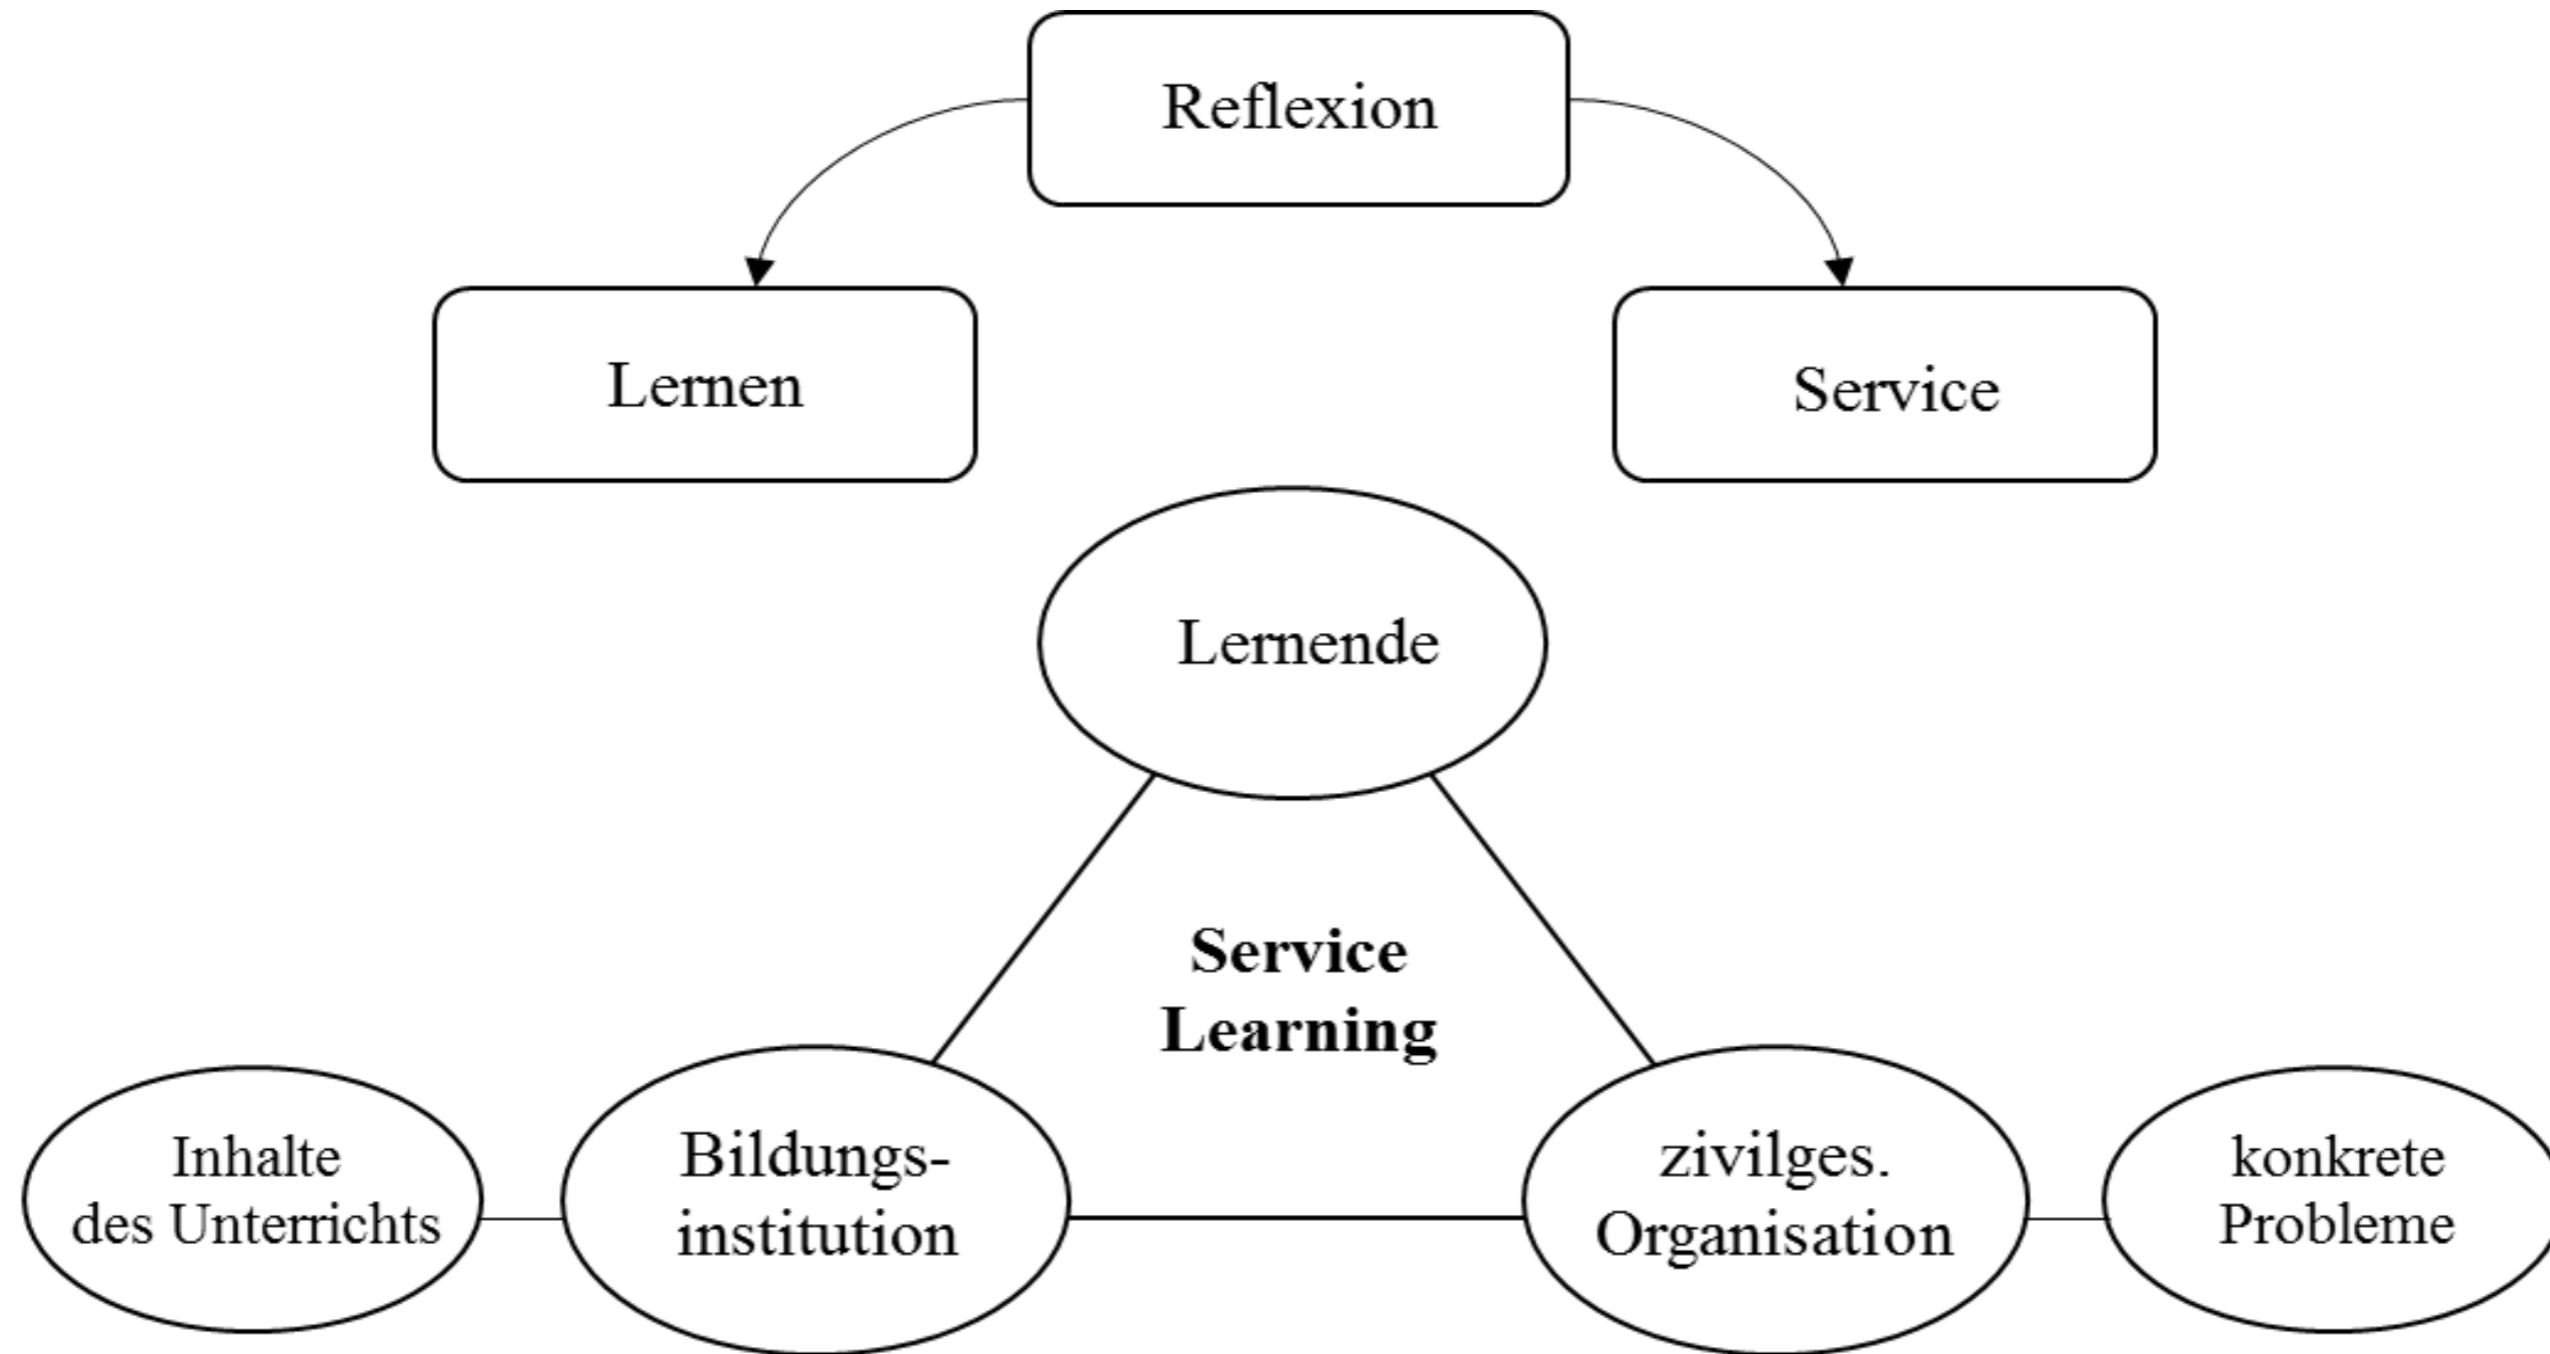 Reflexion
Lernen
Service
Lernende
Service
Learning
Inhalte
des Unterrichts
Bildungs-
institution
zivilges.
Organisation
konkrete
Probleme